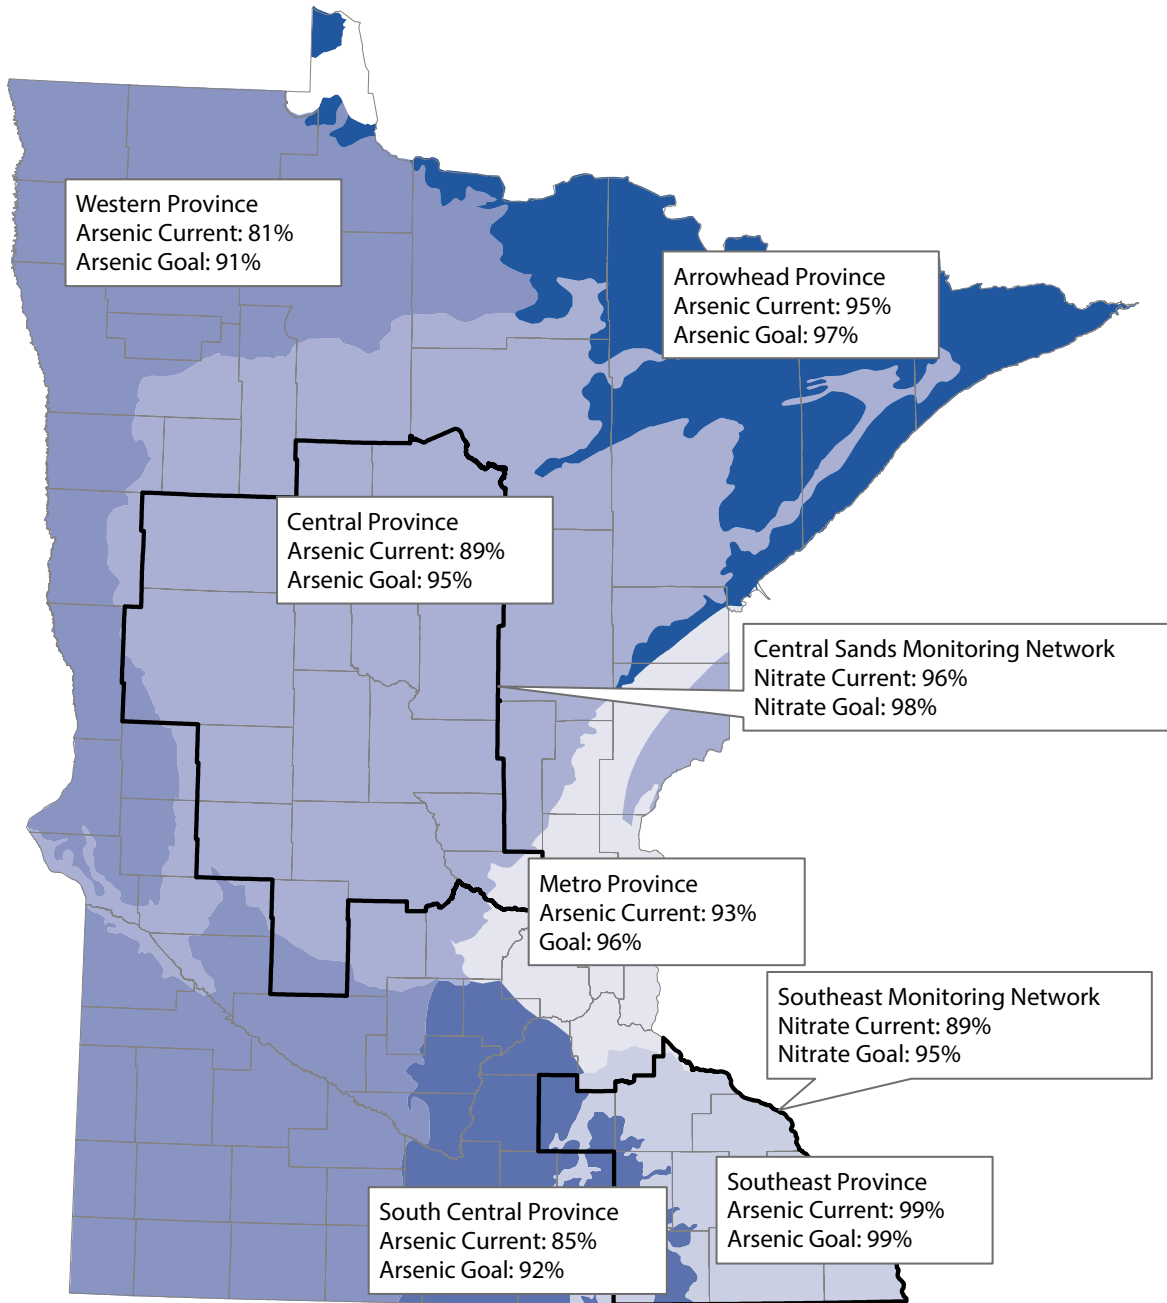 Western Province
Arsenic Current: 81%
Arsenic Goal: 91%
Arrowhead Province
Arsenic Current: 95%
Arsenic Goal: 97%
Central Province
Arsenic Current: 89%
Arsenic Goal: 95%
Central Sands Monitoring Network
Nitrate Current: 96%
Nitrate Goal: 98%
Metro Province
Arsenic Current: 93%
Goal: 96%
Southeast Monitoring Network
Nitrate Current: 89%
Nitrate Goal: 95%
Southeast Province
Arsenic Current: 99%
Arsenic Goal: 99%
South Central Province
Arsenic Current: 85%
Arsenic Goal: 92%